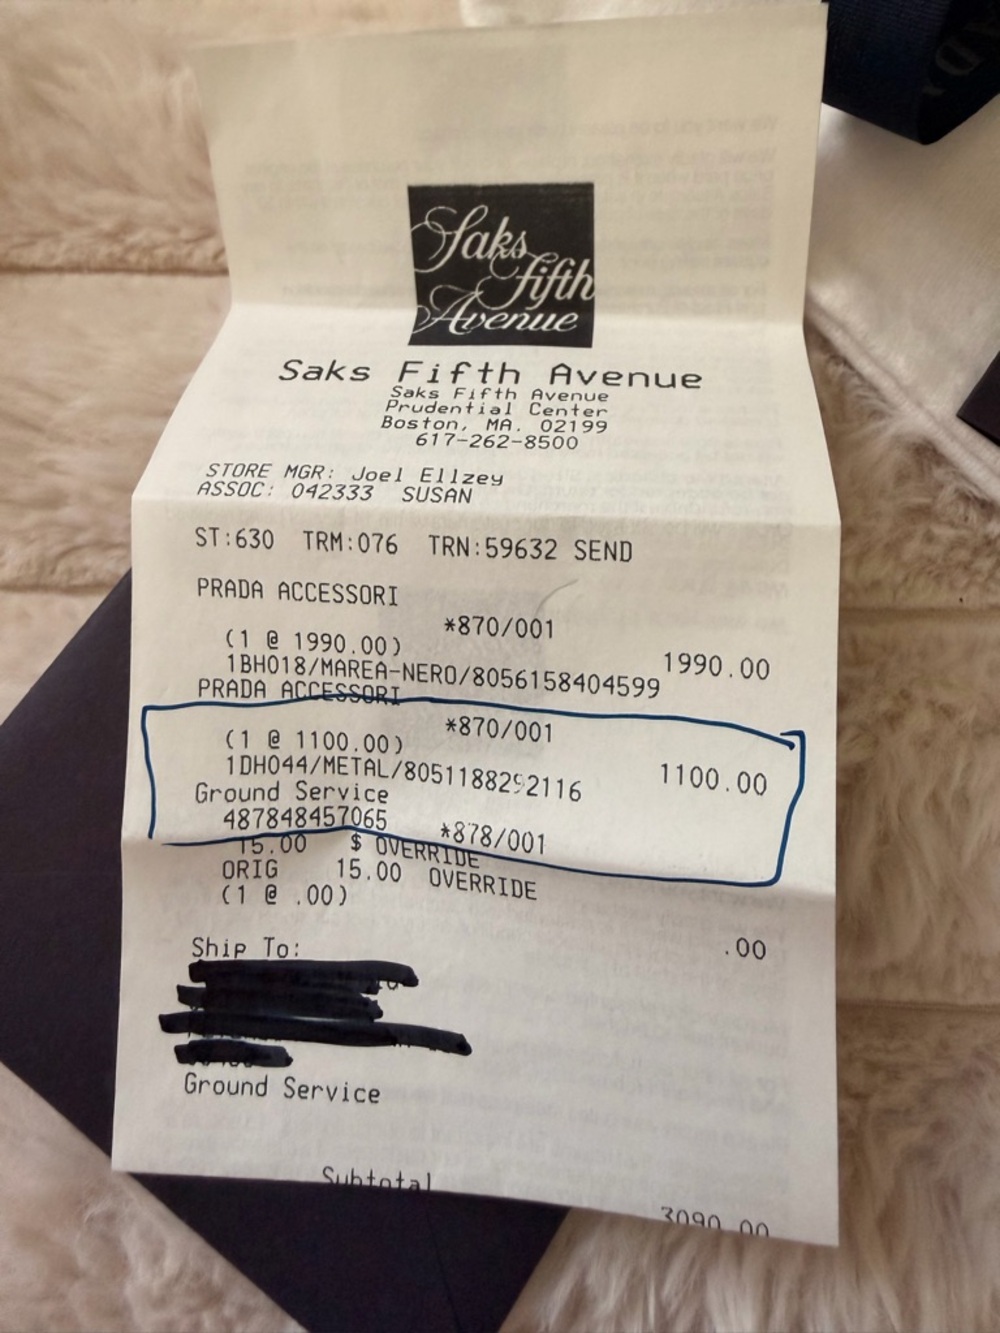 Saks
fifth
Avenue
Saks Fifth Avenue
Saks Fifth Avenue
Prudential Center
Boston, MA. 02199
617-262-8500
STORE MGR: Joel Ellzey
ASSOC: 042333 SUSAN
ST:630 TRM:076 TRN:59632 SEND
PRADA ACCESSORI
*870/001
(1 @ 1990.00) 1990.00
1BH018/MAREA-NERO/8056158404599
PRADA ACCESSORI
*870/001
(1 @ 1100.00) 1100.00
1DH044/METAL/8051188292116
Ground Service
487848457065 *878/001
15.00 $ OVERRIDE
ORIG 15.00 OVERRIDE
(1 @ .00) .00
Ship To:
Ground Service
Subtotal 3090.00